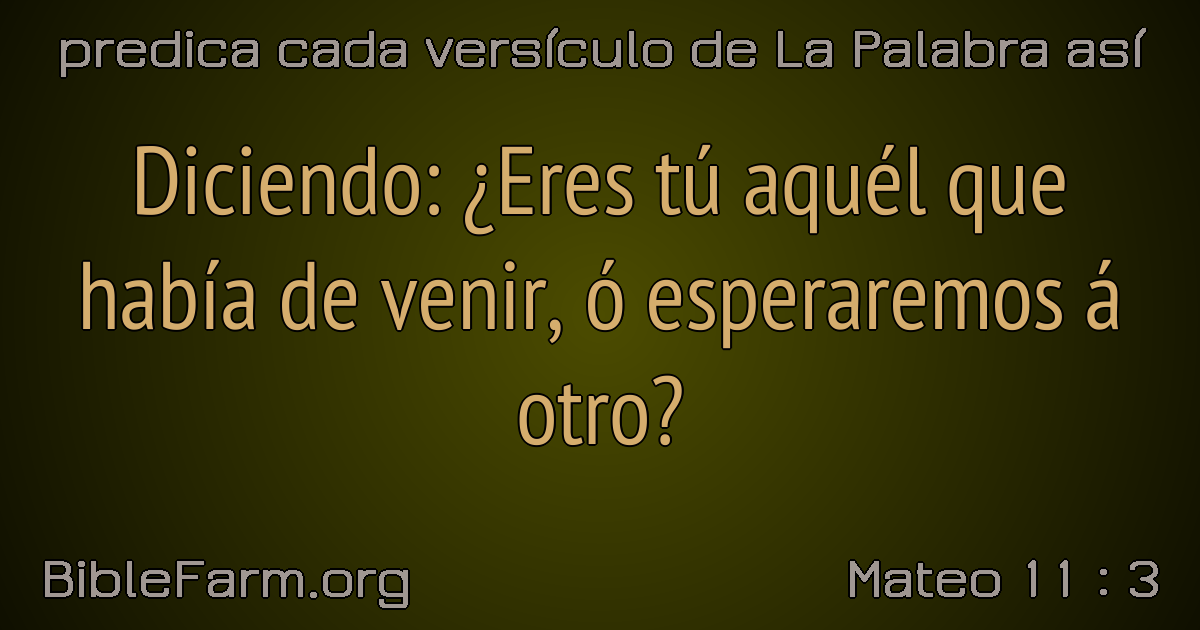 predica cada versículo de La Palabra así
Diciendo: ¿Eres tú aquél que
había de venir, ó esperaremos á
otro?
BibleFarm.org
Mateo 11 : 3